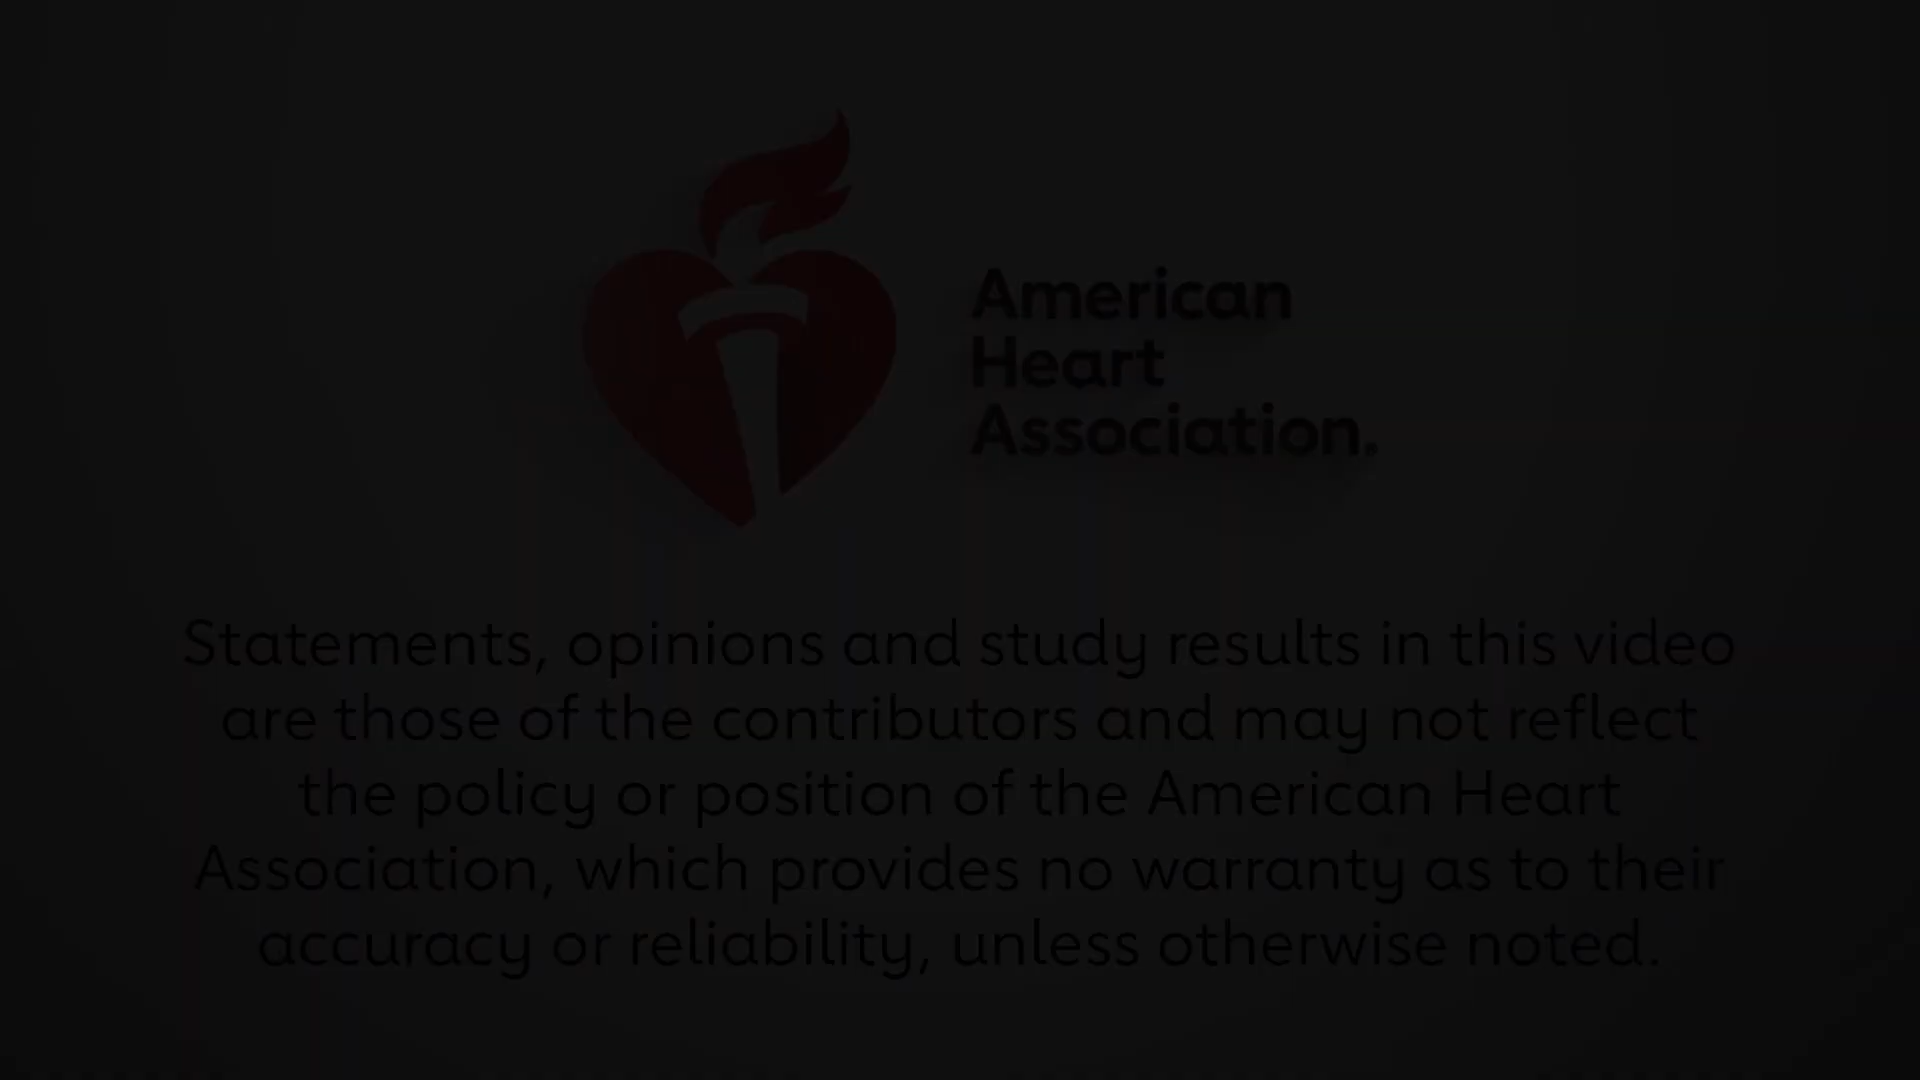 American
Heart
Association.
Statements, opinions and study results in this video
are those of the contributors and may not reflect
the policy or position of the American Heart
Association, which provides no warranty as to their
accuracy or reliability, unless otherwise noted.